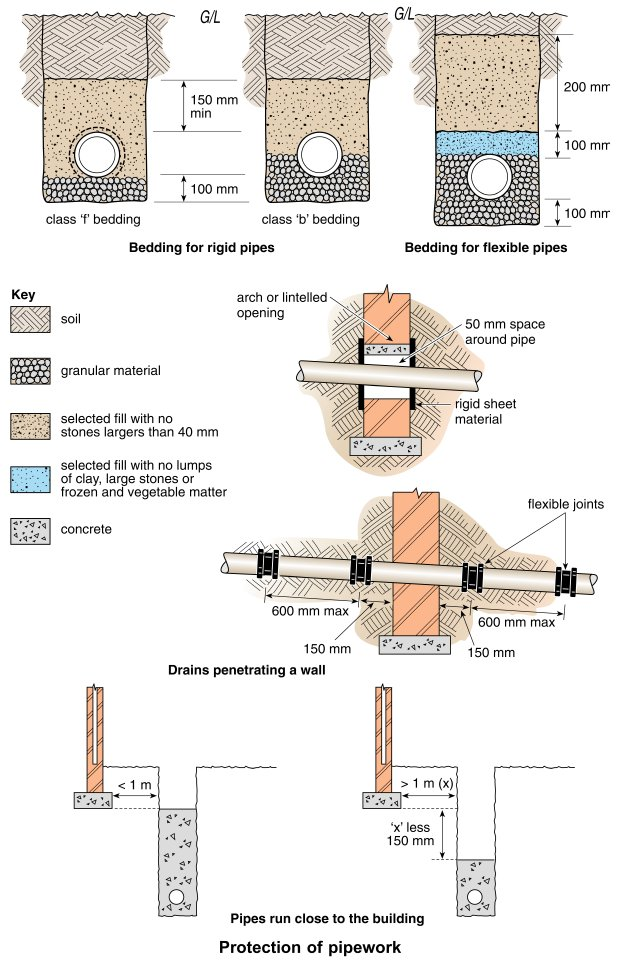 G/L
G/L
150 mm
min
200 mm
100 mm
100 mm
100 mm
class ‘f’ bedding
class ‘b’ bedding
Bedding for rigid pipes
Bedding for flexible pipes
Key
soil
granular material
selected fill with no
stones largers than 40 mm
selected fill with no lumps
of clay, large stones or
frozen and vegetable matter
concrete
arch or lintelled
opening
50 mm space
around pipe
rigid sheet
material
flexible joints
600 mm max
150 mm
600 mm max
150 mm
Drains penetrating a wall
< 1 m
> 1 m (x)
‘x’ less
150 mm
Pipes run close to the building
Protection of pipework